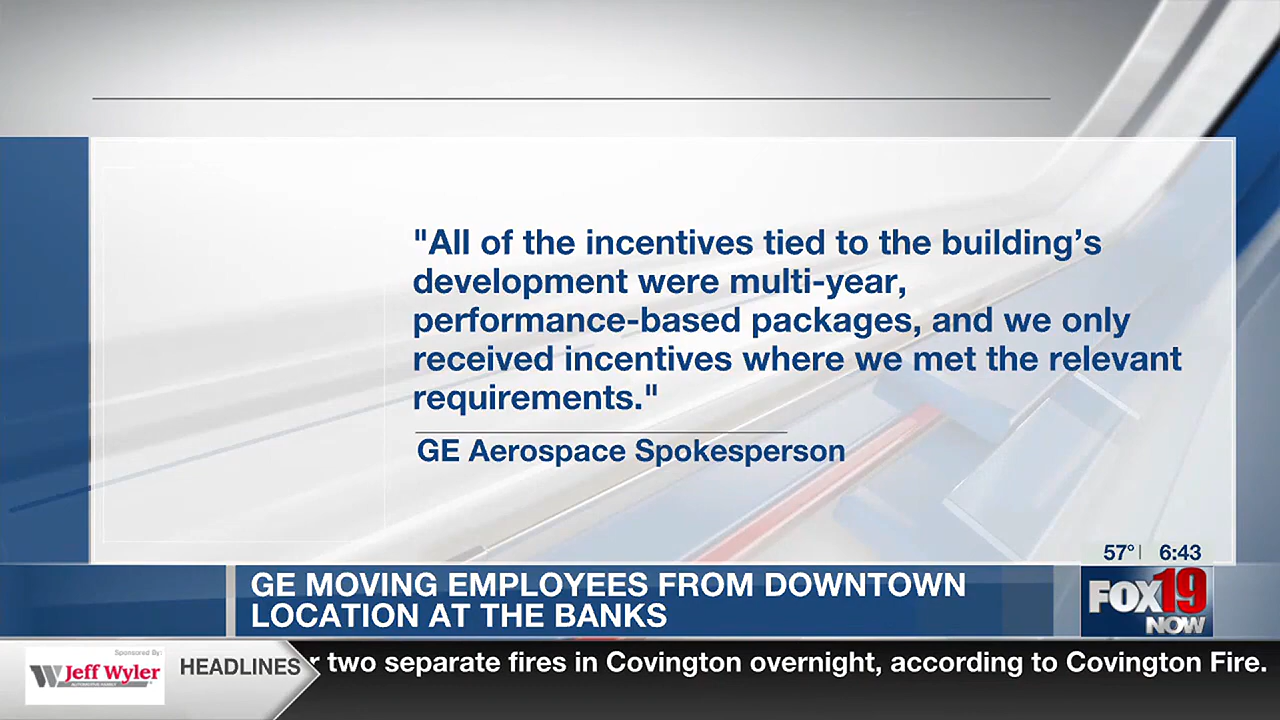 "All of the incentives tied to the building’s
development were multi-year,
performance-based packages, and we only
received incentives where we met the relevant
requirements."
GE Aerospace Spokesperson
57° 6:43
GE MOVING EMPLOYEES FROM DOWNTOWN
LOCATION AT THE BANKS
FOX19
NOW
Sponsored By:
Jeff Wyler
HEADLINES
r two separate fires in Covington overnight, according to Covington Fire.